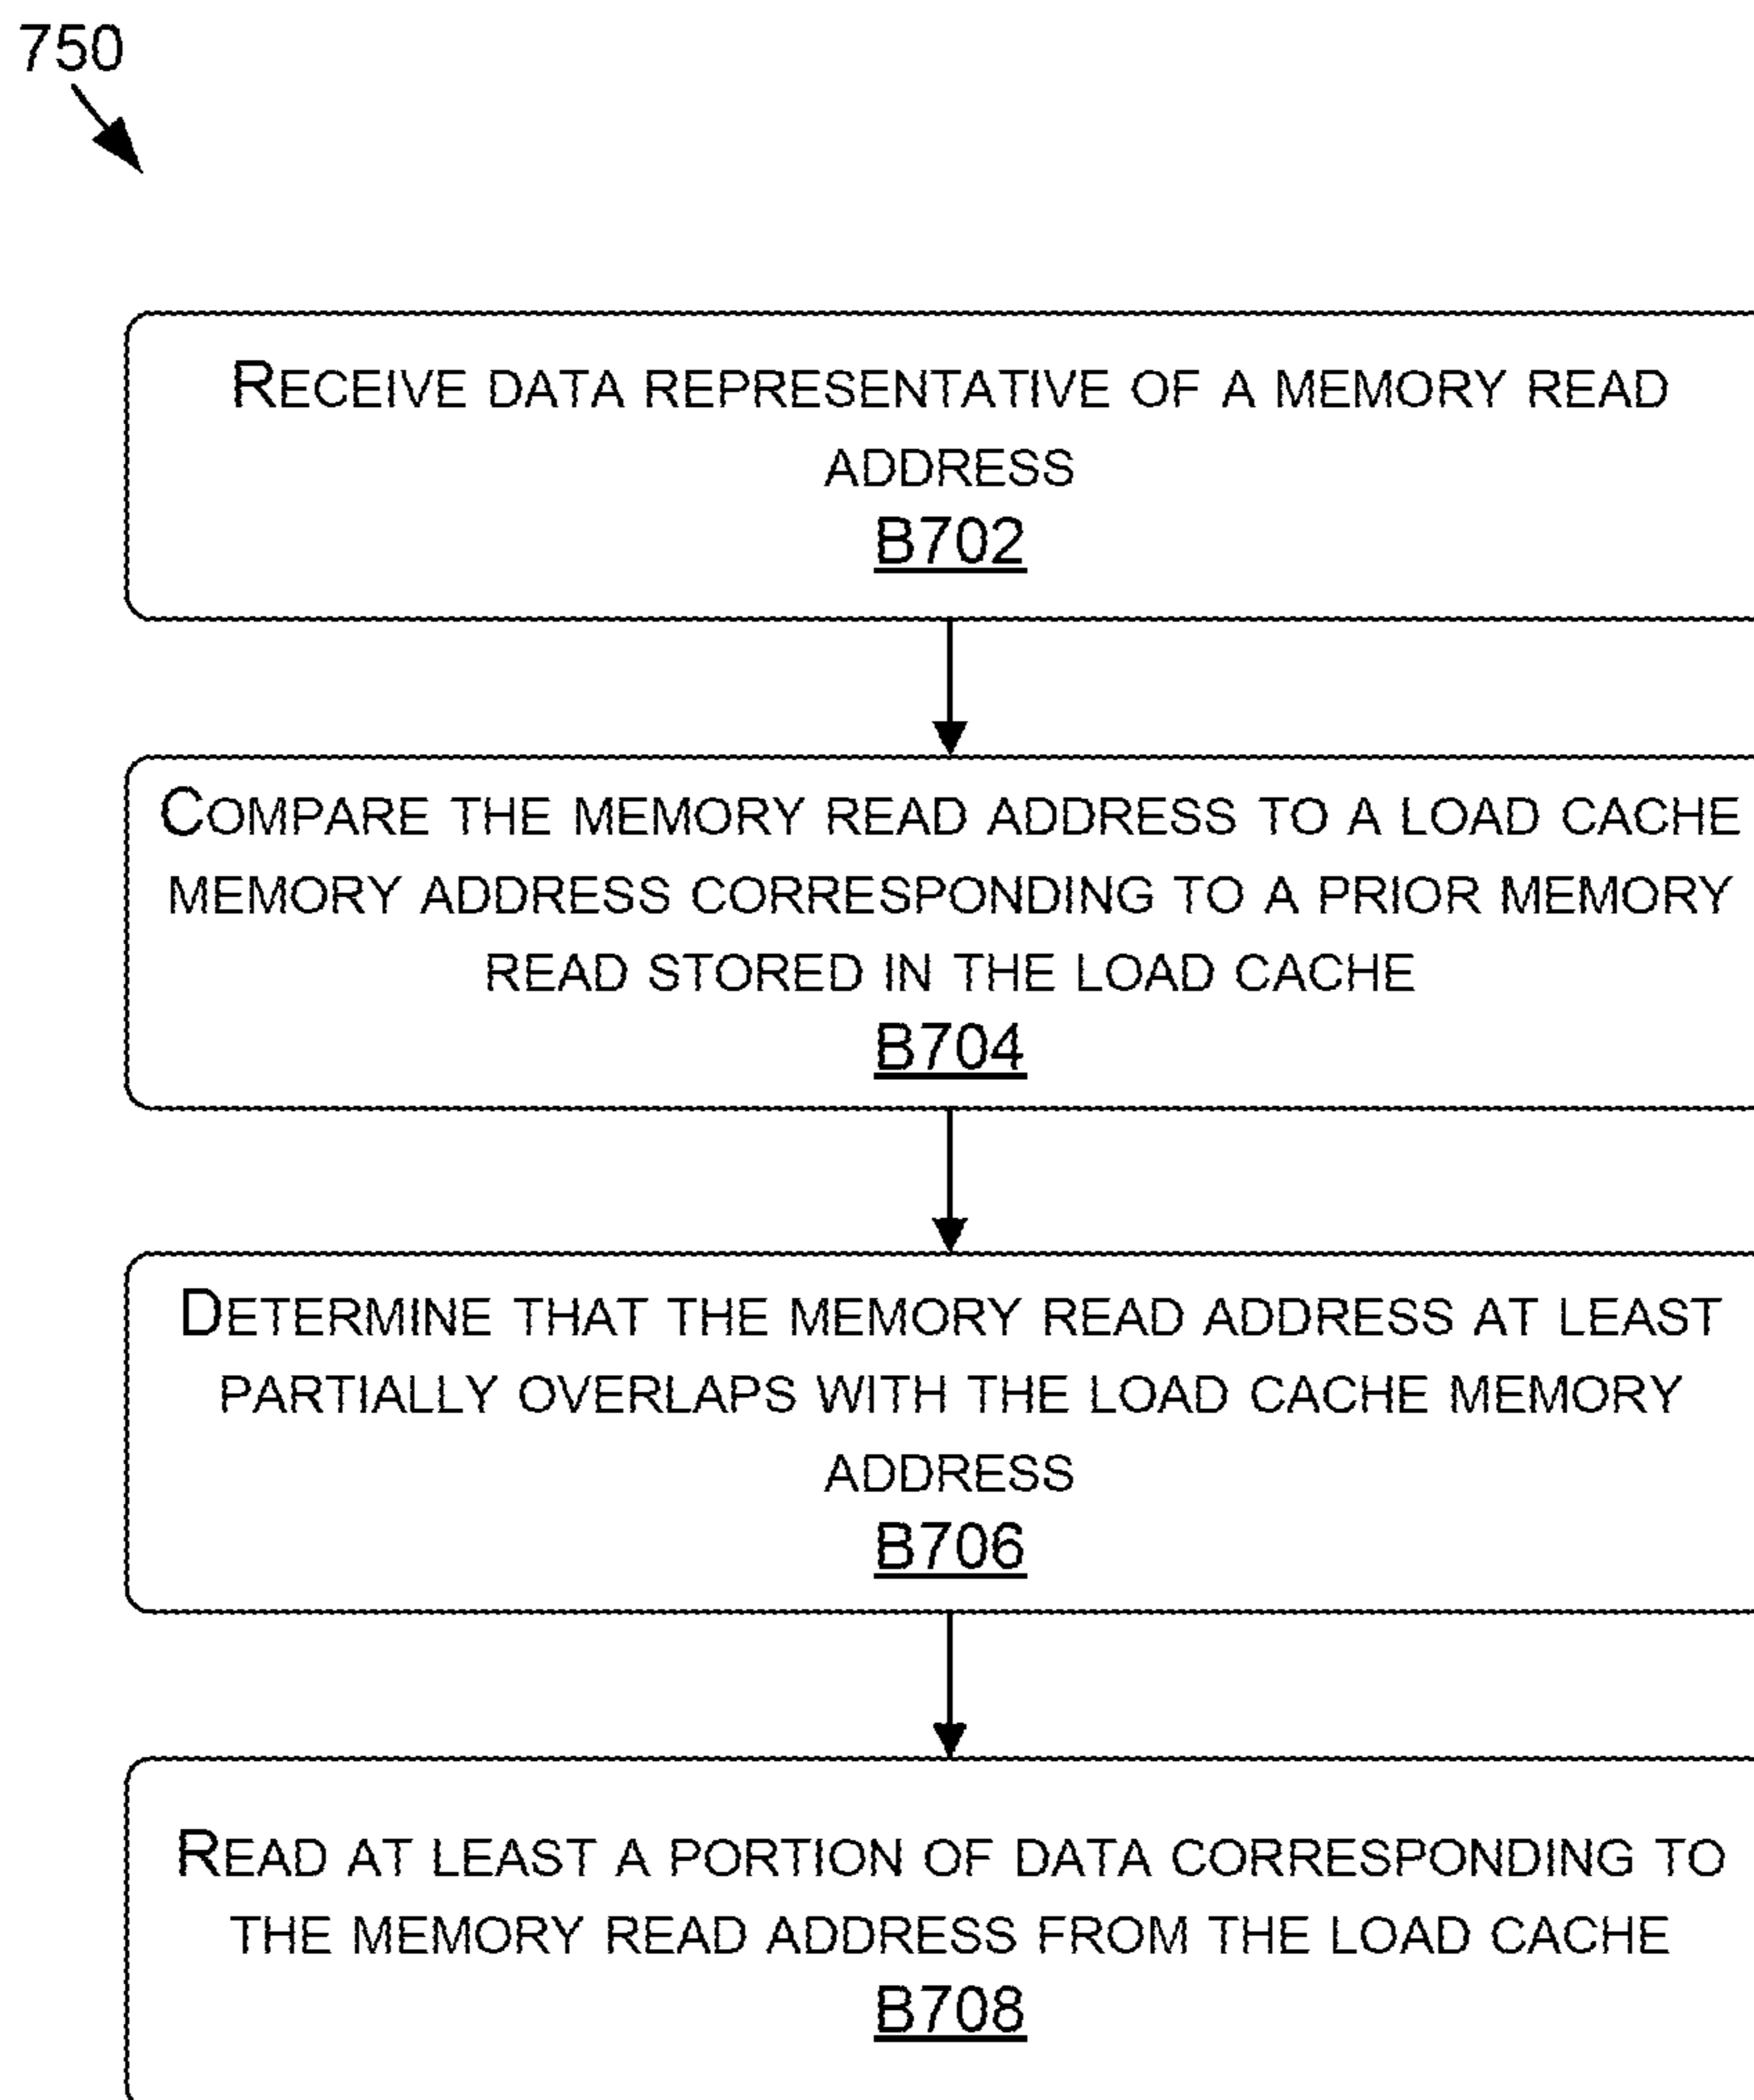 750
RECEIVE DATA REPRESENTATIVE OF A MEMORY READ
ADDRESS
B702
COMPARE THE MEMORY READ ADDRESS TO A LOAD CACHE
MEMORY ADDRESS CORRESPONDING TO A PRIOR MEMORY
READ STORED IN THE LOAD CACHE
B704
DETERMINE THAT THE MEMORY READ ADDRESS AT LEAST
PARTIALLY OVERLAPS WITH THE LOAD CACHE MEMORY
ADDRESS
B706
READ AT LEAST A PORTION OF DATA CORRESPONDING TO
THE MEMORY READ ADDRESS FROM THE LOAD CACHE
B708